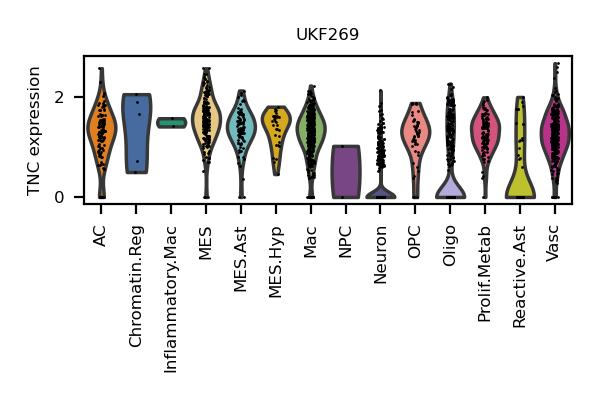 UKF269
TNC expression
2
0
AC
Chromatin.Reg
Inflammatory.Mac
MES
MES.Ast
MES.Hyp
Mac
NPC
Neuron
OPC
Oligo
Prolif.Metab
Reactive.Ast
Vasc